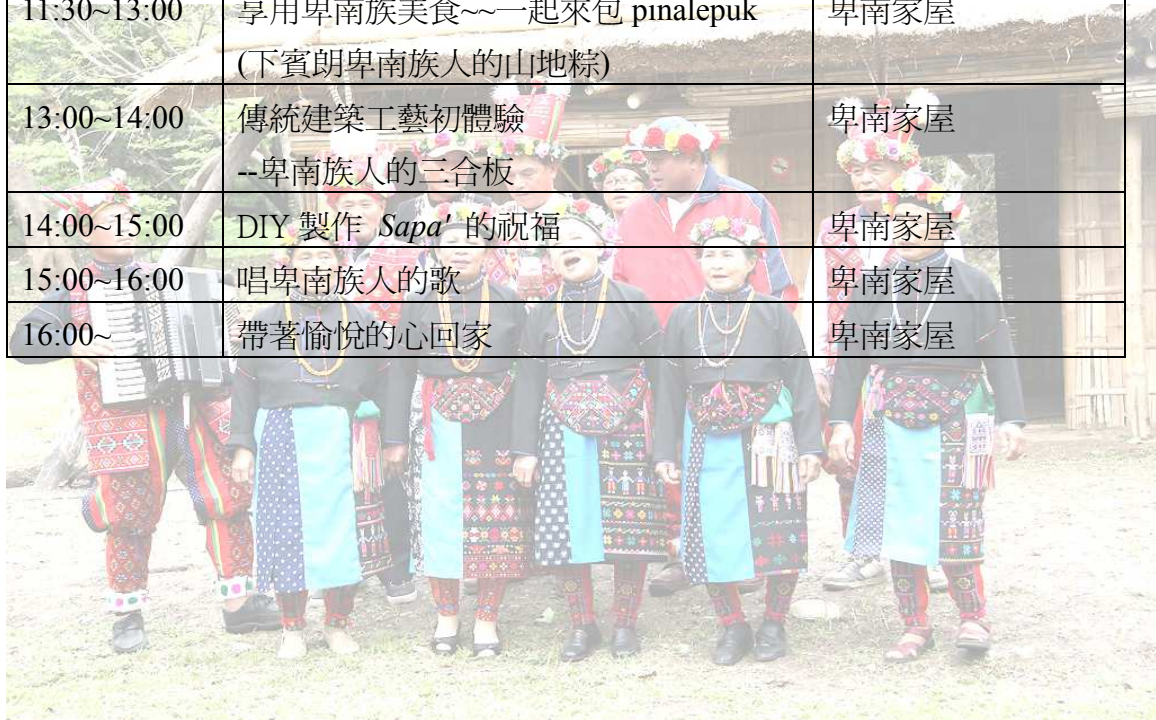 11:30~13:00 享用卑南族美食~~一起來包 pinalepuk 卑南家屋
(下賓朗卑南族人的山地粽)
13:00~14:00 傳統建築工藝初體驗 卑南家屋
--卑南族人的三合板
14:00~15:00 DIY 製作 Sapa' 的祝福 卑南家屋
15:00~16:00 唱卑南族人的歌 卑南家屋
16:00~ 帶著愉悅的心回家 卑南家屋